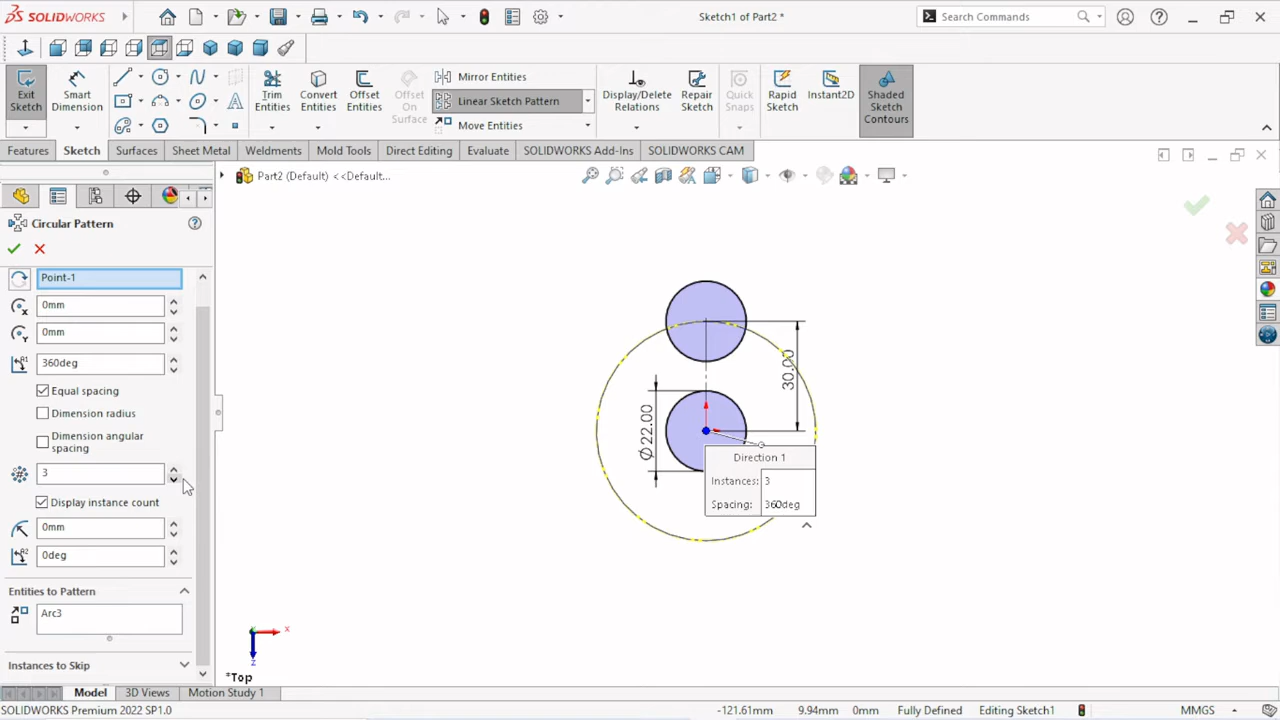 SOLIDWORKS
Sketch1 of Part2 *
Search Commands
Exit Sketch
Smart Dimension
Trim Entities
Convert Entities
Offset Entities
Offset On Surface
Mirror Entities
Linear Sketch Pattern
Move Entities
Display/Delete Relations
Repair Sketch
Quick Snaps
Rapid Sketch
Instant2D
Shaded Sketch Contours
Features
Sketch
Surfaces
Sheet Metal
Weldments
Mold Tools
Direct Editing
Evaluate
SOLIDWORKS Add-Ins
SOLIDWORKS CAM
Part2 (Default) <<Default...
Circular Pattern
Point-1
0mm
0mm
360deg
Equal spacing
Dimension radius
Dimension angular
spacing
3
Display instance count
0mm
0deg
Entities to Pattern
Arc3
Instances to Skip
30.00
Ø22.00
Direction 1
Instances: 3
Spacing: 360deg
x
z
*Top
Model
3D Views
Motion Study 1
SOLIDWORKS Premium 2022 SP1.0
-121.61mm
9.94mm
0mm
Fully Defined
Editing Sketch1
MMGS